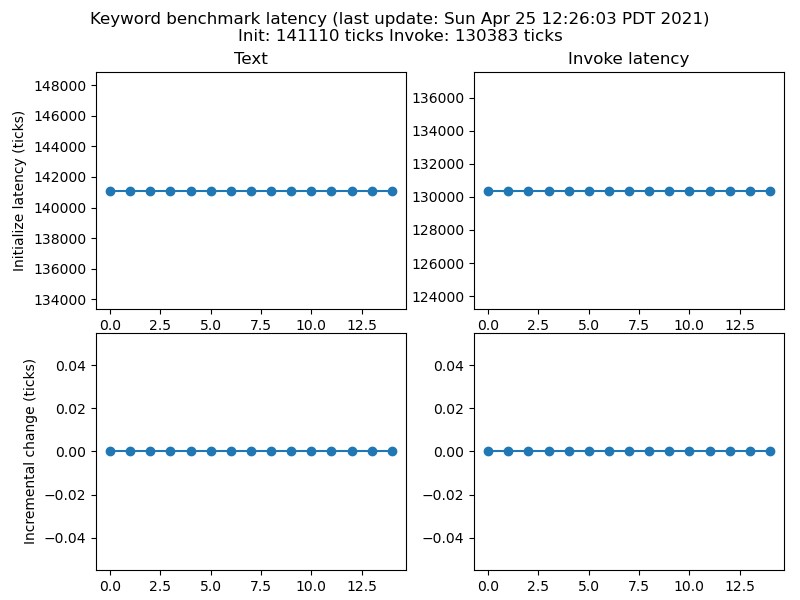 Keyword benchmark latency (last update: Sun Apr 25 12:26:03 PDT 2021)
Init: 141110 ticks Invoke: 130383 ticks
Text
Initialize latency (ticks)
148000
146000
144000
142000
140000
138000
136000
134000
0.0 2.5 5.0 7.5 10.0 12.5
Invoke latency
136000
134000
132000
130000
128000
126000
124000
0.0 2.5 5.0 7.5 10.0 12.5
Incremental change (ticks)
0.04
0.02
0.00
−0.02
−0.04
0.0 2.5 5.0 7.5 10.0 12.5
0.04
0.02
0.00
−0.02
−0.04
0.0 2.5 5.0 7.5 10.0 12.5